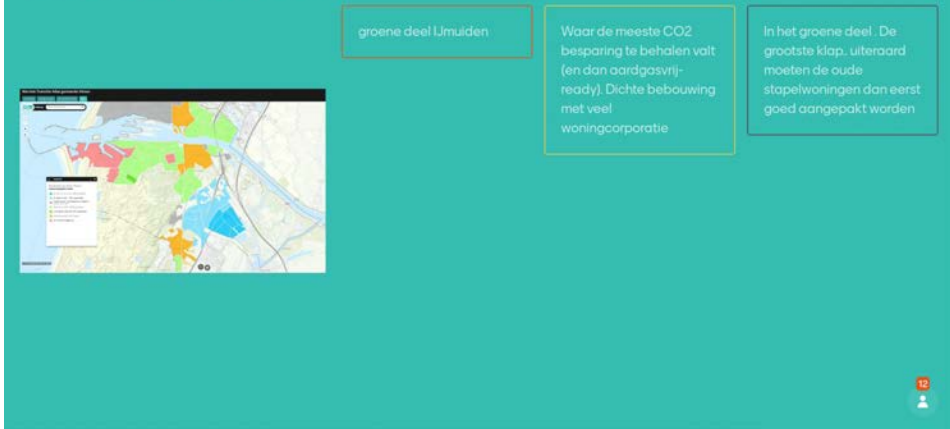 groene deel IJmuiden
Waar de meeste CO2
besparing te behalen valt
(en dan aardgasvrij-
ready). Dichte bebouwing
met veel
woningcorporatie
In het groene deel . De
grootste klap.. uiteraard
moeten de oude
stapelwoningen dan eerst
goed aangepakt worden
12